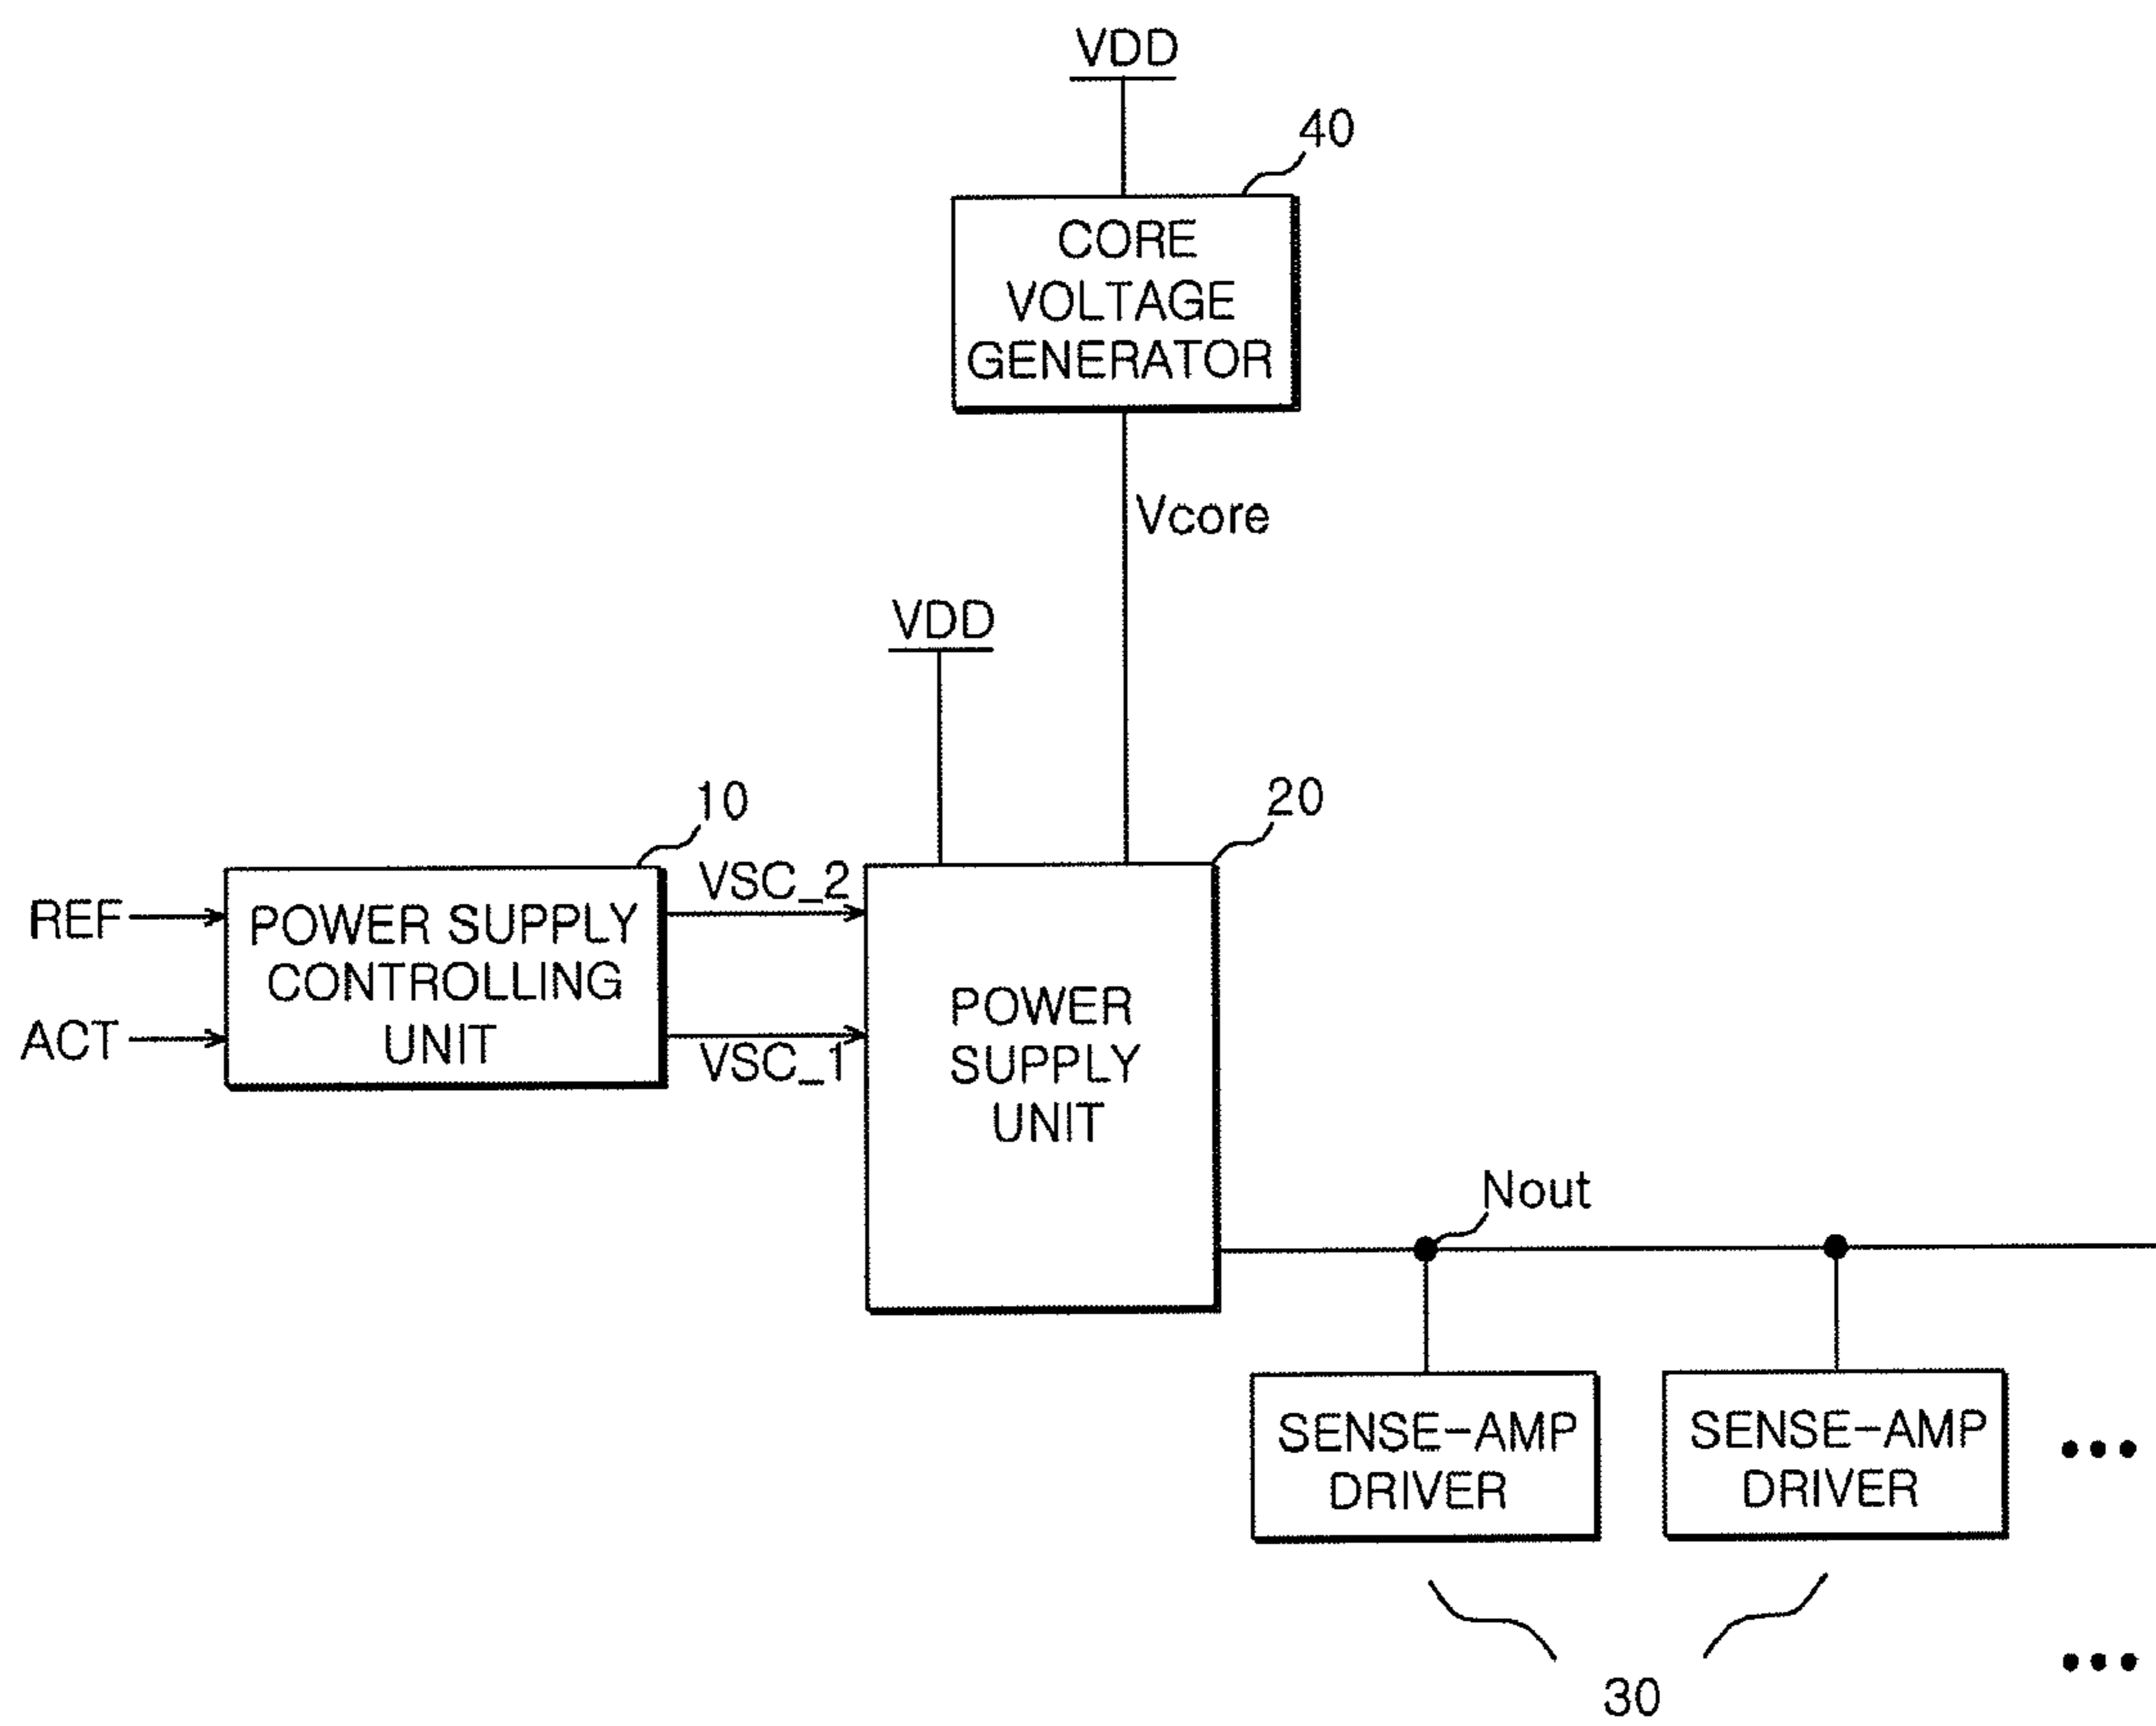 VDD
40
CORE
VOLTAGE
GENERATOR
Vcore
VDD
10
20
REF
ACT
POWER SUPPLY
CONTROLLING
UNIT
VSC_2
VSC_1
POWER
SUPPLY
UNIT
Nout
SENSE-AMP
DRIVER
SENSE-AMP
DRIVER
•••
30
•••